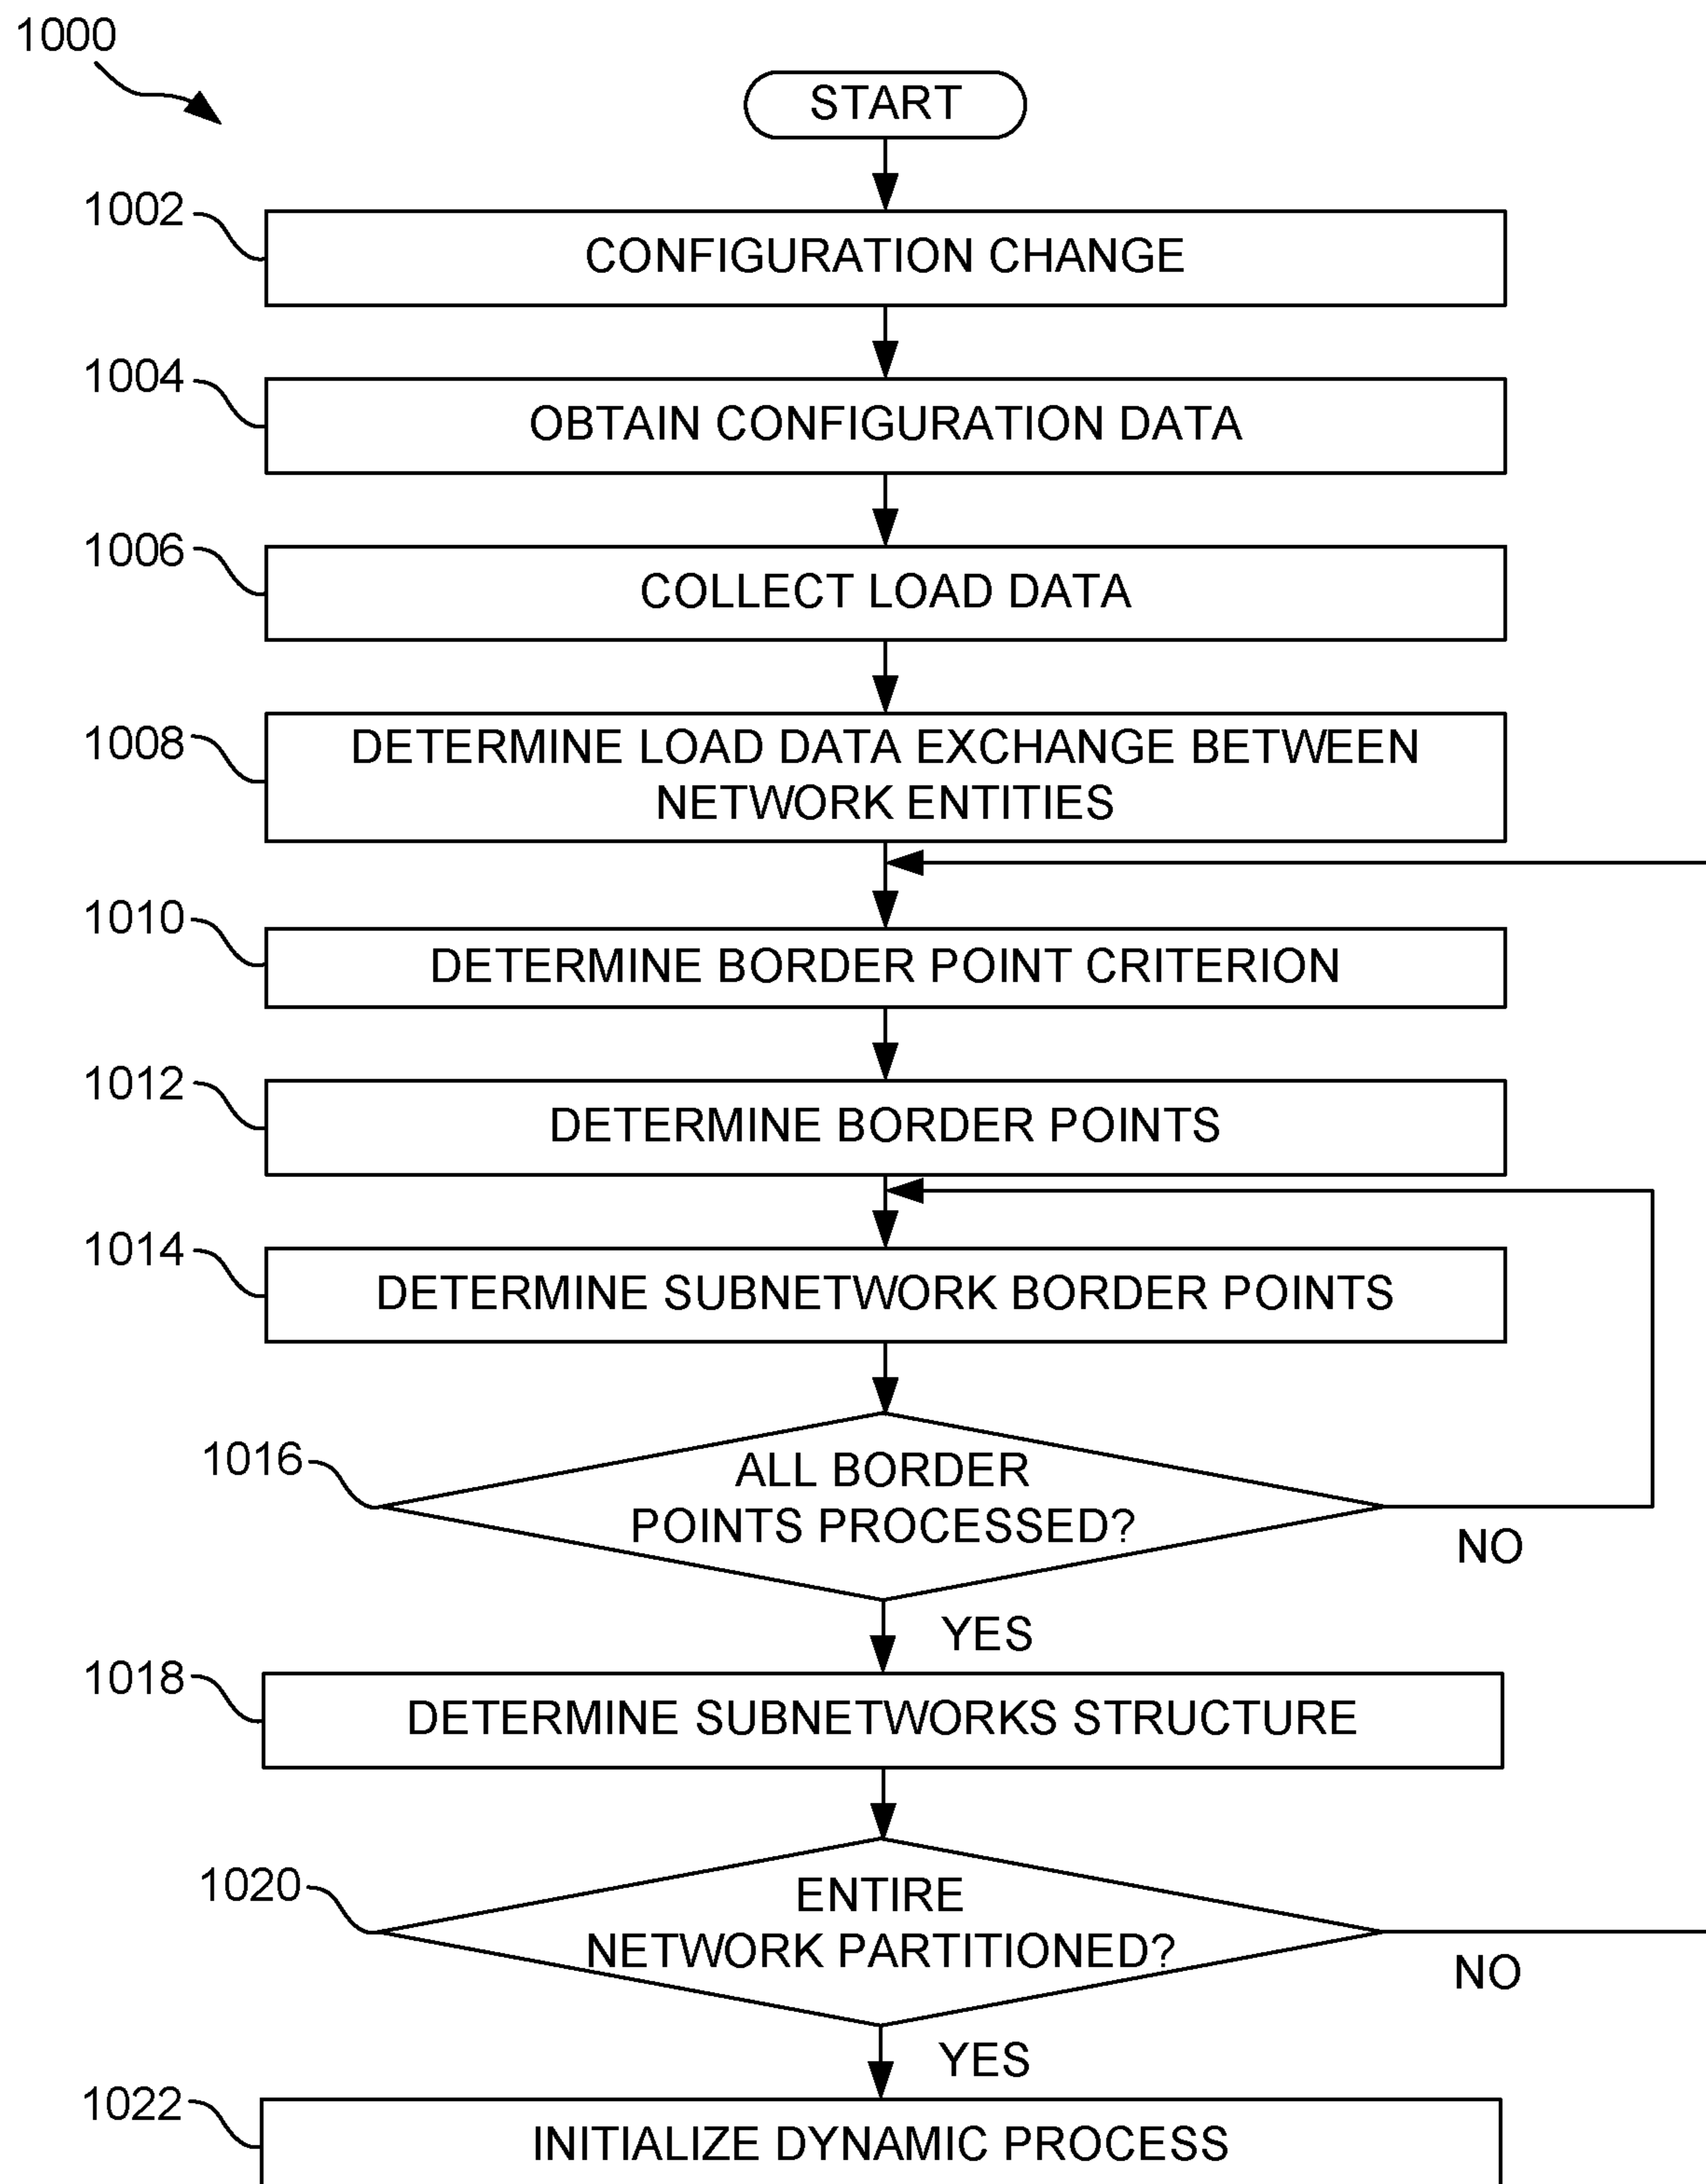 1000
START
1002
CONFIGURATION CHANGE
1004
OBTAIN CONFIGURATION DATA
1006
COLLECT LOAD DATA
1008
DETERMINE LOAD DATA EXCHANGE BETWEEN
NETWORK ENTITIES
1010
DETERMINE BORDER POINT CRITERION
1012
DETERMINE BORDER POINTS
1014
DETERMINE SUBNETWORK BORDER POINTS
1016
ALL BORDER
POINTS PROCESSED?
NO
YES
1018
DETERMINE SUBNETWORKS STRUCTURE
1020
ENTIRE
NETWORK PARTITIONED?
NO
YES
1022
INITIALIZE DYNAMIC PROCESS